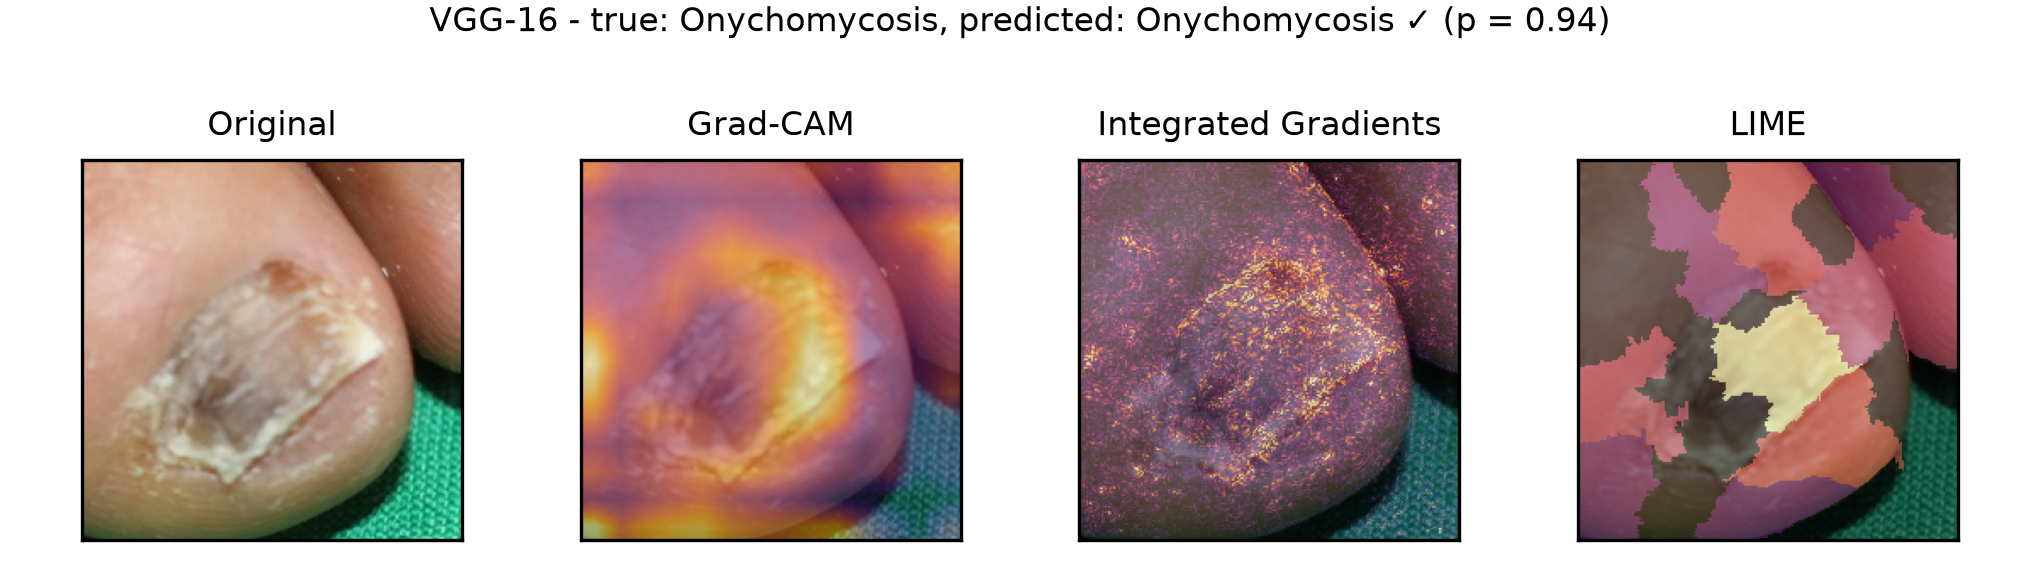 VGG-16 - true: Onychomycosis, predicted: Onychomycosis ✓ (p = 0.94)
Original
Grad-CAM
Integrated Gradients
LIME